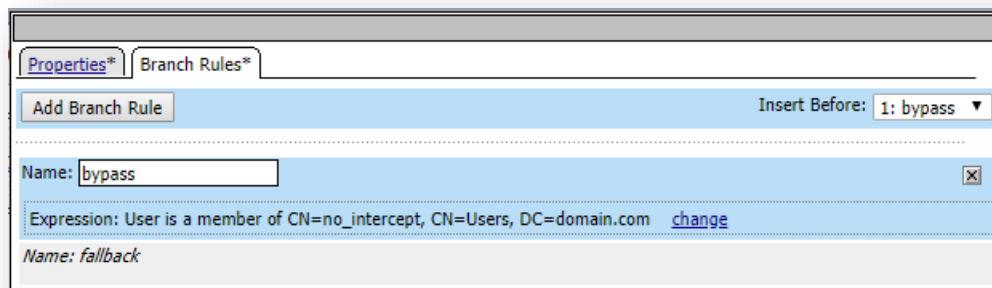 Properties* Branch Rules*
Add Branch Rule Insert Before: 1: bypass
Name: bypass
Expression: User is a member of CN=no_intercept, CN=Users, DC=domain.com change
Name: fallback